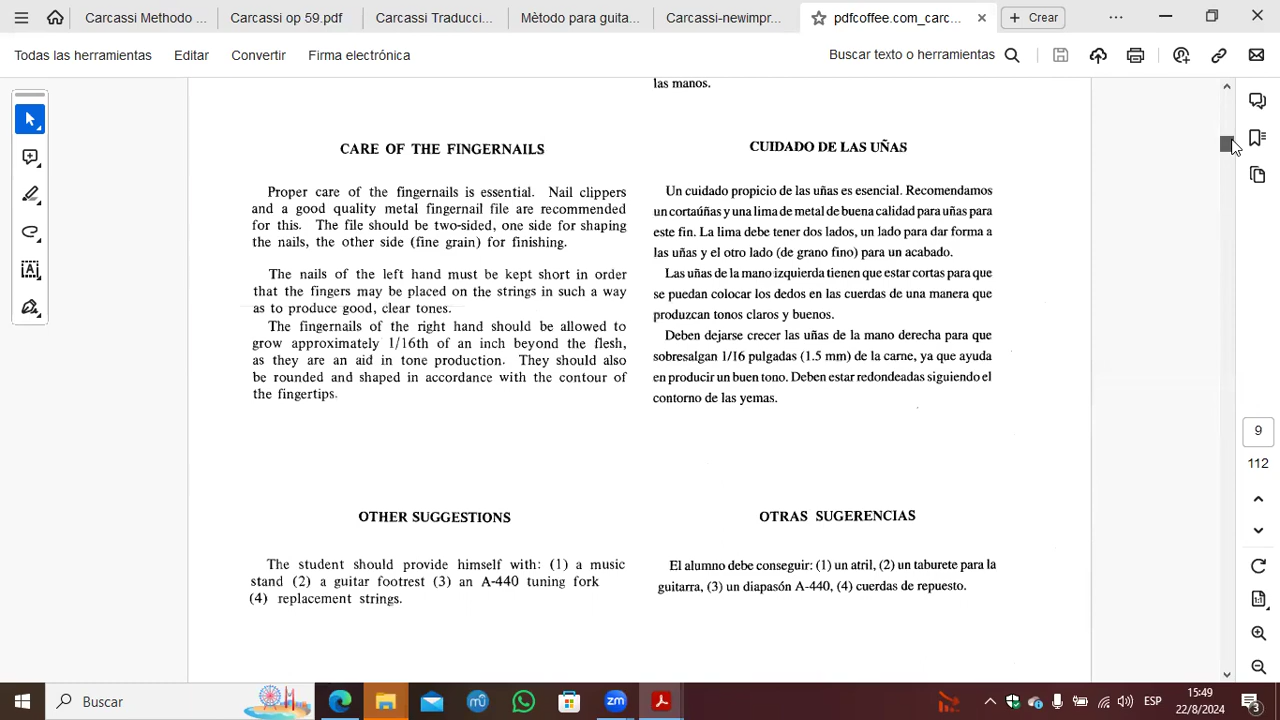 Carcassi Methodo ...
Carcassi op 59.pdf
Carcassi Traducci...
Mètodo para guita...
Carcassi-newimpr...
pdfcoffee.com_carc...
Crear
Todas las herramientas
Editar
Convertir
Firma electrónica
Buscar texto o herramientas
las manos.
CARE OF THE FINGERNAILS
Proper care of the fingernails is essential. Nail clippers
and a good quality metal fingernail file are recommended
for this. The file should be two-sided, one side for shaping
the nails, the other side (fine grain) for finishing.
The nails of the left hand must be kept short in order
that the fingers may be placed on the strings in such a way
as to produce good, clear tones.
The fingernails of the right hand should be allowed to
grow approximately 1/16th of an inch beyond the flesh,
as they are an aid in tone production. They should also
be rounded and shaped in accordance with the contour of
the fingertips.
CUIDADO DE LAS UÑAS
Un cuidado propicio de las uñas es esencial. Recomendamos
un cortaúñas y una lima de metal de buena calidad para uñas para
este fin. La lima debe tener dos lados, un lado para dar forma a
las uñas y el otro lado (de grano fino) para un acabado.
Las uñas de la mano izquierda tienen que estar cortas para que
se puedan colocar los dedos en las cuerdas de una manera que
produzcan tonos claros y buenos.
Deben dejarse crecer las uñas de la mano derecha para que
sobresalgan 1/16 pulgadas (1.5 mm) de la carne, ya que ayuda
en producir un buen tono. Deben estar redondeadas siguiendo el
contorno de las yemas.
OTHER SUGGESTIONS
The student should provide himself with: (1) a music
stand (2) a guitar footrest (3) an A-440 tuning fork
(4) replacement strings.
OTRAS SUGERENCIAS
El alumno debe conseguir: (1) un atril, (2) un taburete para la
guitarra, (3) un diapasón A-440, (4) cuerdas de repuesto.
9
112
1:1
Buscar
zm
ESP
15:49
22/8/2024
3